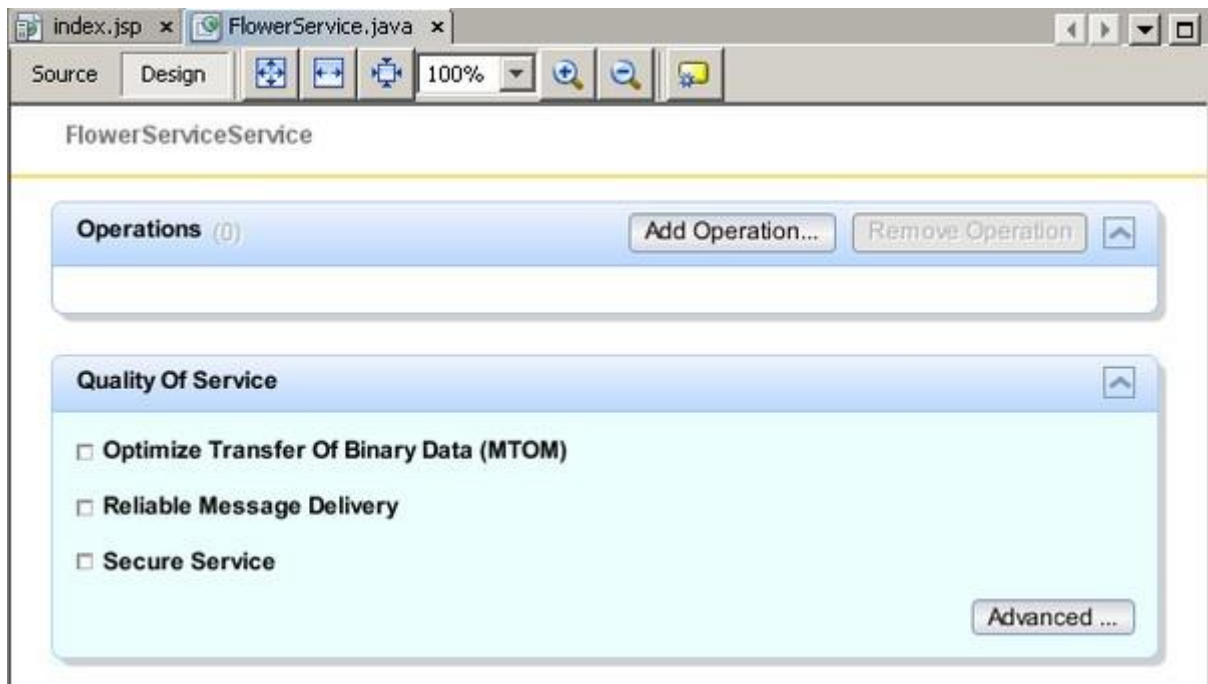 index.jsp FlowerService.java
Source Design 100%
FlowerServiceService
Operations (0) Add Operation... Remove Operation
Quality Of Service
Optimize Transfer Of Binary Data (MTOM)
Reliable Message Delivery
Secure Service
Advanced ...